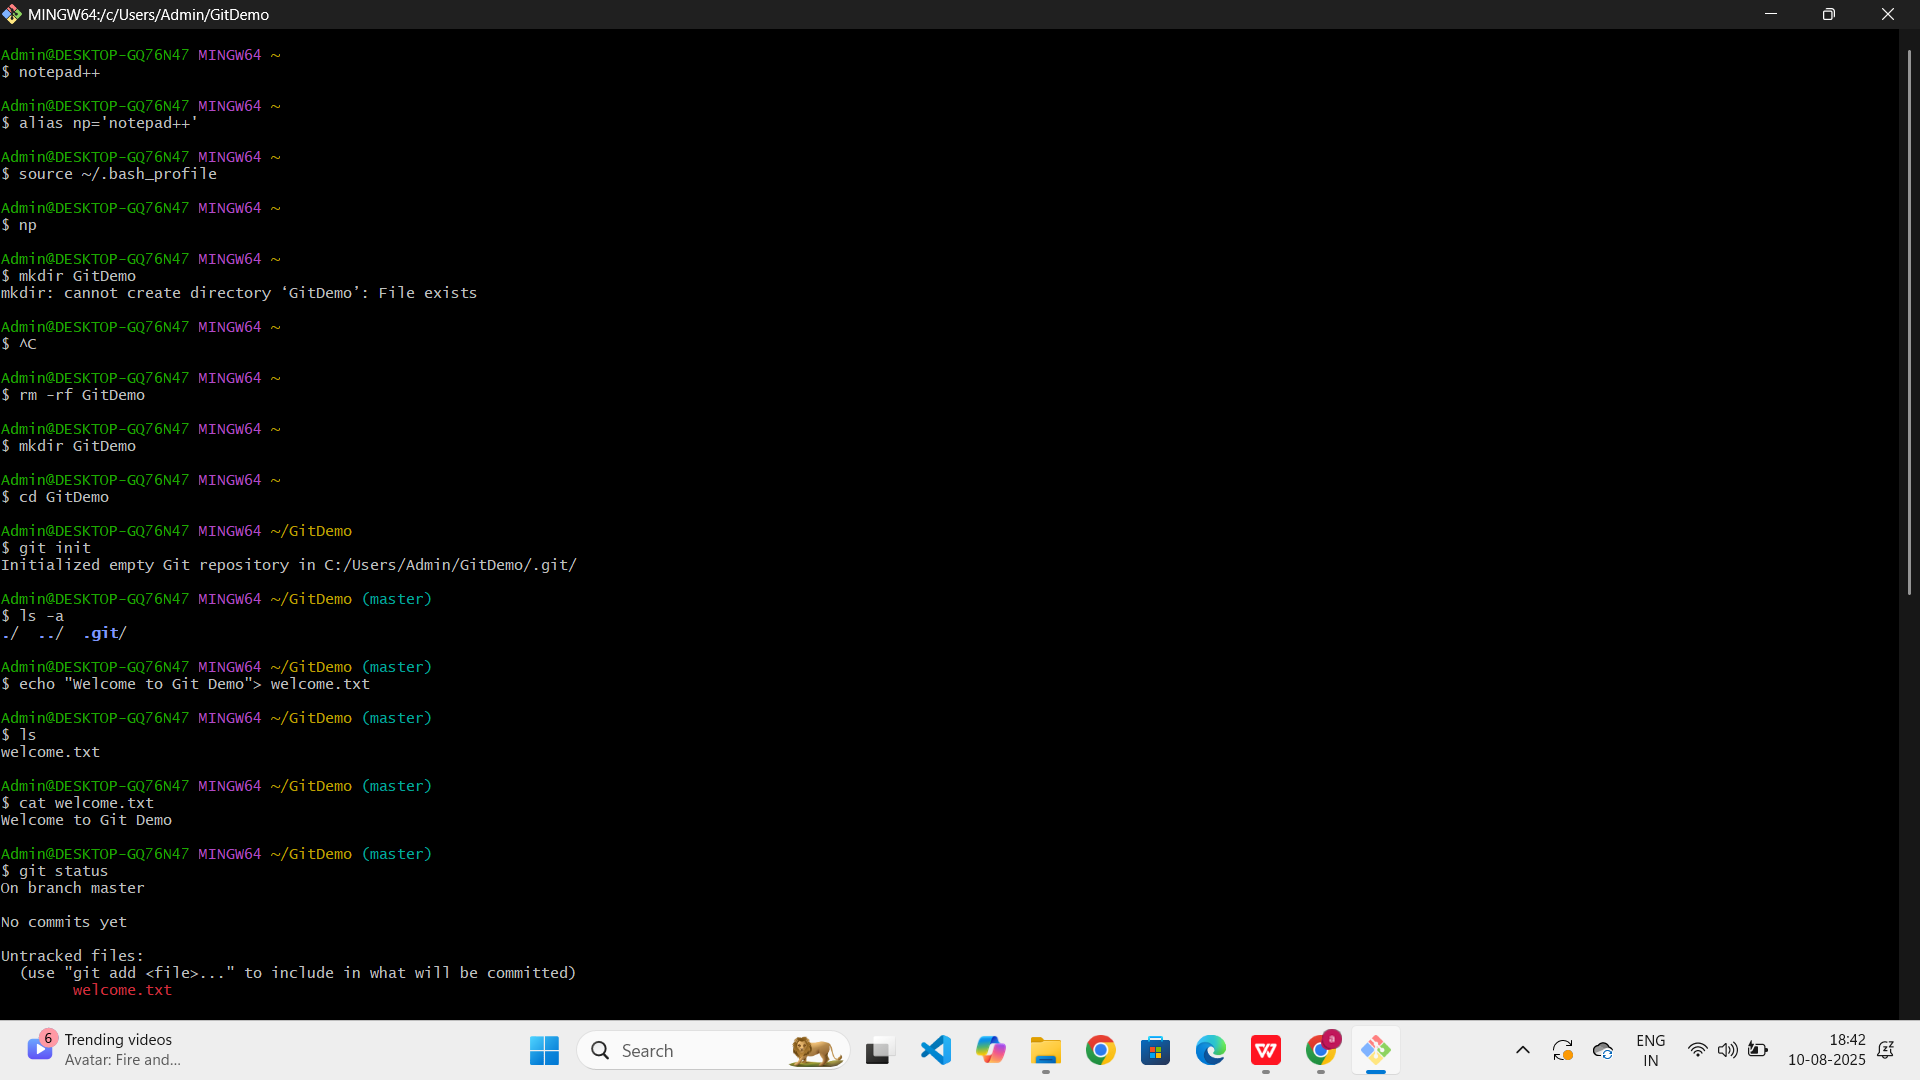 MINGW64:/c/Users/Admin/GitDemo
Admin@DESKTOP-GQ76N47 MINGW64 ~
$ notepad++
Admin@DESKTOP-GQ76N47 MINGW64 ~
$ alias np='notepad++'
Admin@DESKTOP-GQ76N47 MINGW64 ~
$ source ~/.bash_profile
Admin@DESKTOP-GQ76N47 MINGW64 ~
$ np
Admin@DESKTOP-GQ76N47 MINGW64 ~
$ mkdir GitDemo
mkdir: cannot create directory ‘GitDemo’: File exists
Admin@DESKTOP-GQ76N47 MINGW64 ~
$ ^C
Admin@DESKTOP-GQ76N47 MINGW64 ~
$ rm -rf GitDemo
Admin@DESKTOP-GQ76N47 MINGW64 ~
$ mkdir GitDemo
Admin@DESKTOP-GQ76N47 MINGW64 ~
$ cd GitDemo
Admin@DESKTOP-GQ76N47 MINGW64 ~/GitDemo
$ git init
Initialized empty Git repository in C:/Users/Admin/GitDemo/.git/
Admin@DESKTOP-GQ76N47 MINGW64 ~/GitDemo (master)
$ ls -a
./  ../  .git/
Admin@DESKTOP-GQ76N47 MINGW64 ~/GitDemo (master)
$ echo "Welcome to Git Demo"> welcome.txt
Admin@DESKTOP-GQ76N47 MINGW64 ~/GitDemo (master)
$ ls
welcome.txt
Admin@DESKTOP-GQ76N47 MINGW64 ~/GitDemo (master)
$ cat welcome.txt
Welcome to Git Demo
Admin@DESKTOP-GQ76N47 MINGW64 ~/GitDemo (master)
$ git status
On branch master
No commits yet
Untracked files:
  (use "git add <file>..." to include in what will be committed)
        welcome.txt
6
Trending videos
Avatar: Fire and...
Search
a
ENG
IN
18:42
10-08-2025